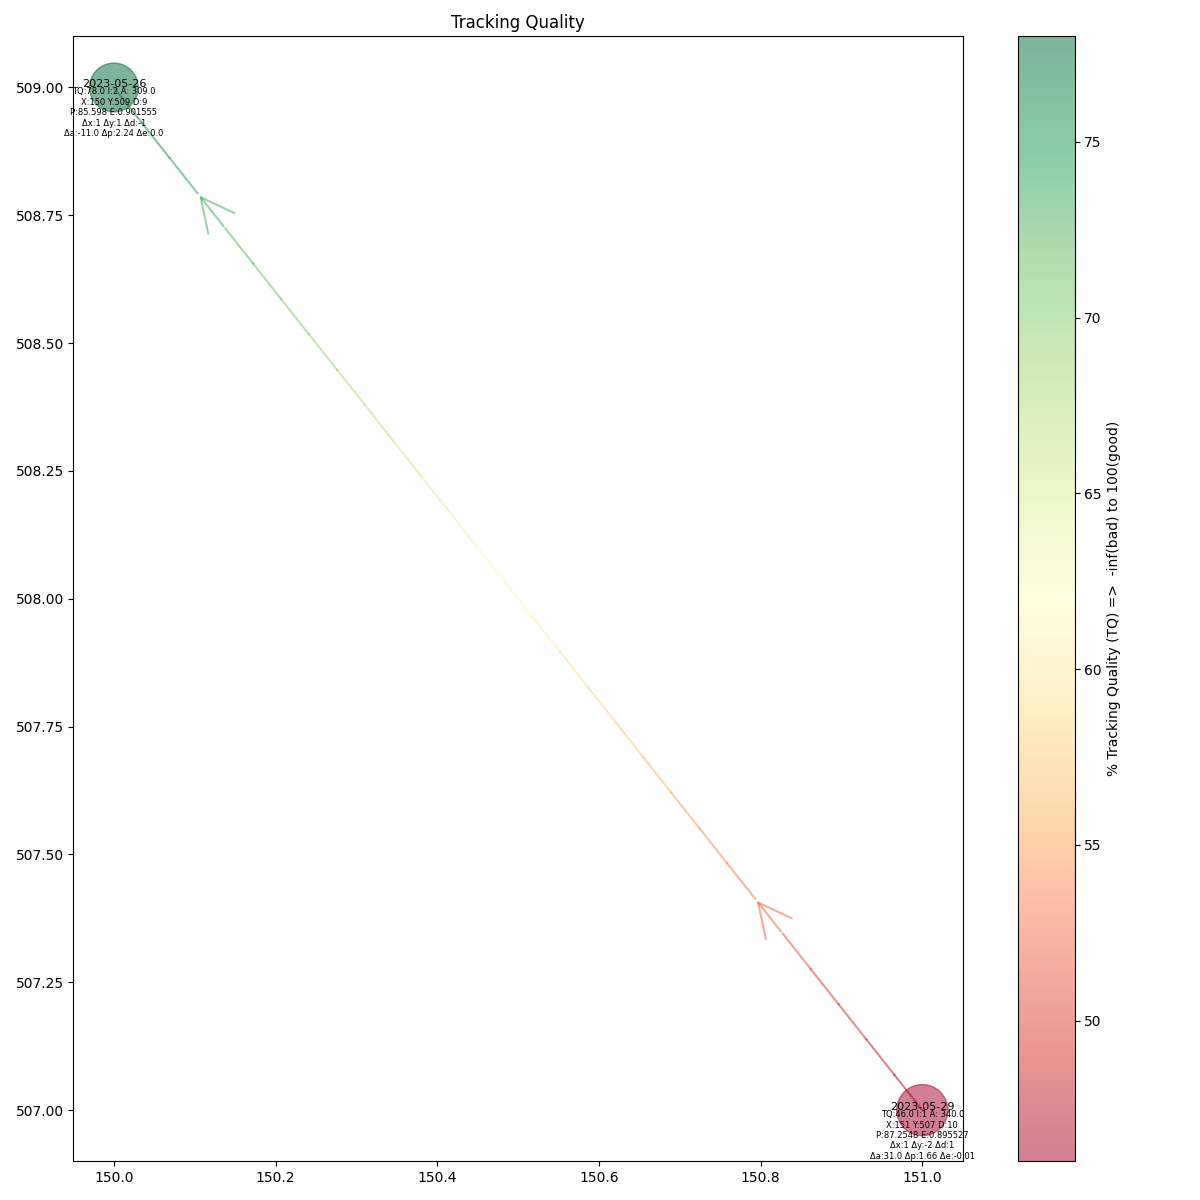 Tracking Quality
509.00
508.75
508.50
508.25
508.00
507.75
507.50
507.25
507.00
2023-05-26
TQ:78.0 I:2 A: 309.0
X:150 Y:509 D:9
P:85.598 E:0.901555
Δx:1 Δy:1 Δd:-1
Δa:-11.0 Δp:2.24 Δe:0.0
2023-05-29
TQ:46.0 I:1 A: 340.0
X:151 Y:507 D:10
P:87.2548 E:0.895527
Δx:1 Δy:-2 Δd:1
Δa:31.0 Δp:1.66 Δe:-0.01
150.0 150.2 150.4 150.6 150.8 151.0
75
70
65
60
55
50
% Tracking Quality (TQ) => -inf(bad) to 100(good)